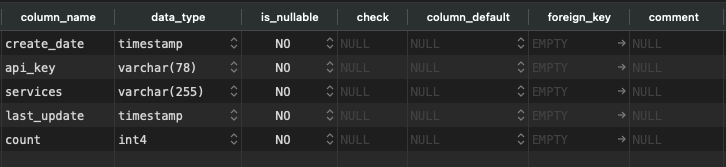 column_name data_type is_nullable check column_default foreign_key comment
create_date timestamp NO NULL NULL EMPTY NULL
api_key varchar(78) NO NULL NULL EMPTY NULL
services varchar(255) NO NULL NULL EMPTY NULL
last_update timestamp NO NULL NULL EMPTY NULL
count int4 NO NULL NULL EMPTY NULL